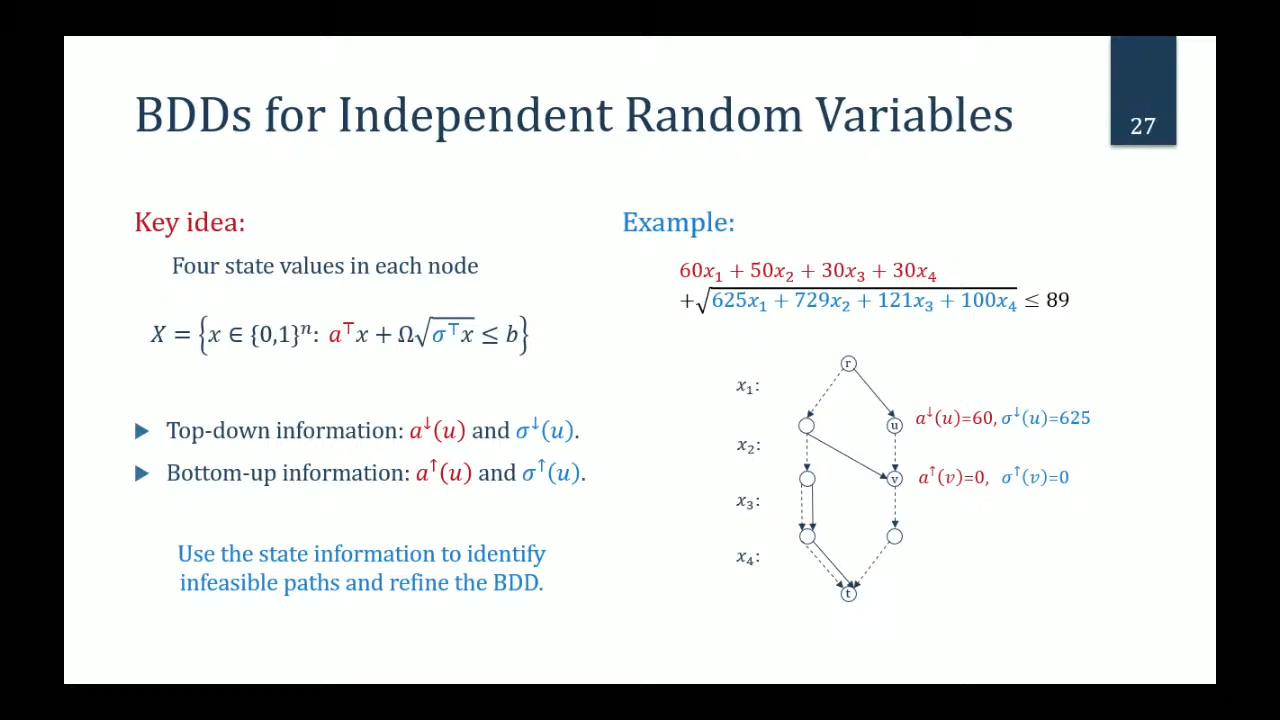 BDDs for Independent Random Variables
27
Key idea:
Four state values in each node
X = {x ∈ {0,1}ⁿ: a⊤x + Ω√σ⊤x ≤ b}
▶ Top-down information: a↓(u) and σ↓(u).
▶ Bottom-up information: a↑(u) and σ↑(u).
Use the state information to identify
infeasible paths and refine the BDD.
Example:
60x₁ + 50x₂ + 30x₃ + 30x₄
+√625x₁ + 729x₂ + 121x₃ + 100x₄ ≤ 89
r
x₁:
u a↓(u)=60, σ↓(u)=625
x₂:
v a↑(v)=0, σ↑(v)=0
x₃:
x₄:
t